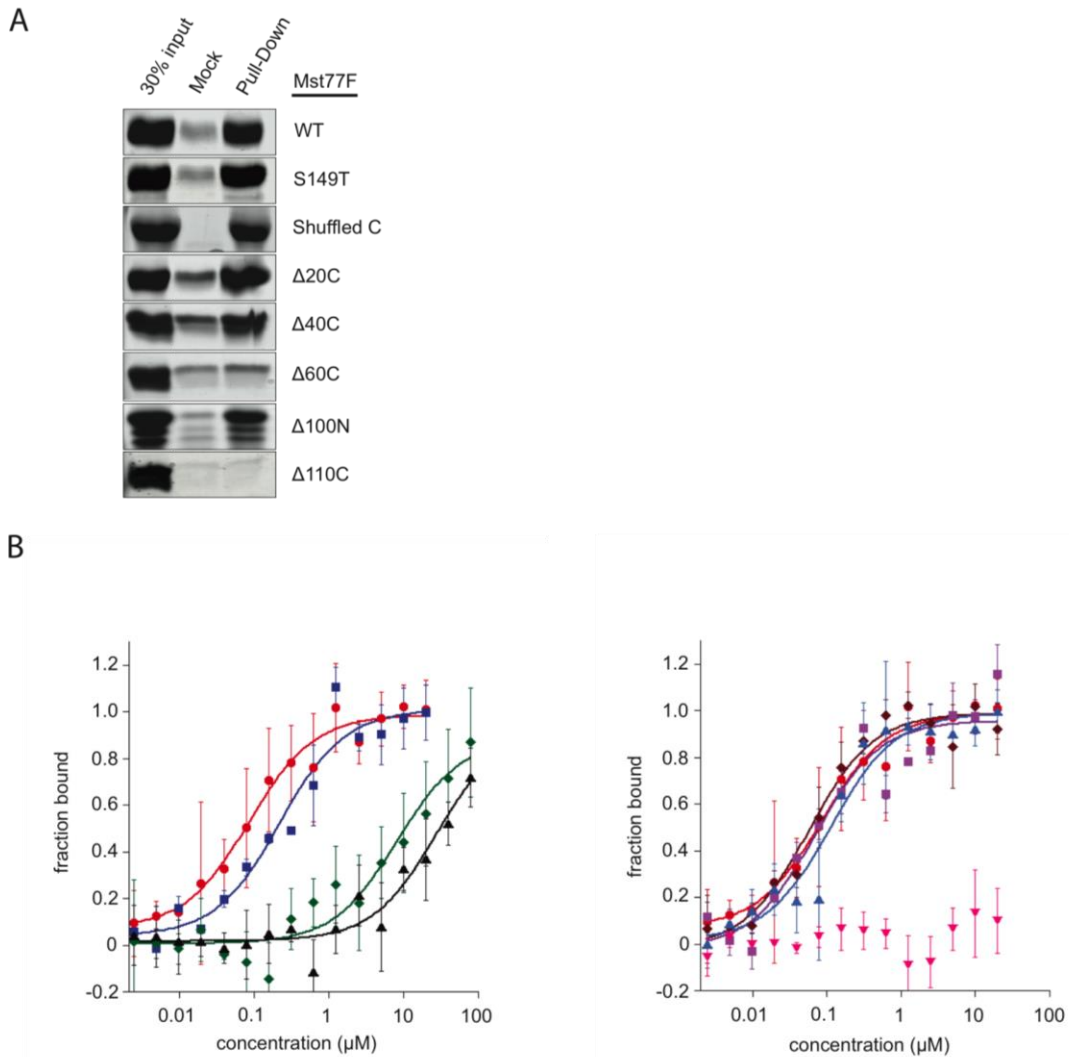 A
30% input
Mock
Pull-Down
Mst77F
WT
S149T
Shuffled C
Δ20C
Δ40C
Δ60C
Δ100N
Δ110C
B
1.2
1.0
0.8
0.6
0.4
0.2
0
-0.2
fraction bound
0.01 0.1 1 10 100
concentration (µM)
1.2
1.0
0.8
0.6
0.4
0.2
0
-0.2
fraction bound
0.01 0.1 1 10 100
concentration (µM)